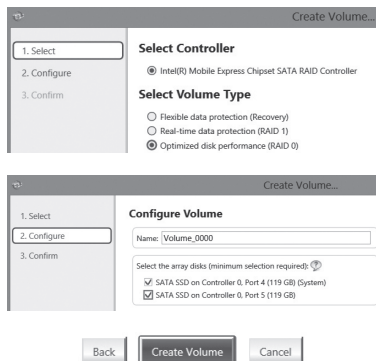 Create Volume...
1. Select
2. Configure
3. Confirm
Select Controller
Intel(R) Mobile Express Chipset SATA RAID Controller
Select Volume Type
Flexible data protection (Recovery)
Real-time data protection (RAID 1)
Optimized disk performance (RAID 0)
Create Volume...
1. Select
2. Configure
3. Confirm
Configure Volume
Name: Volume_0000
Select the array disks (minimum selection required): ?
SATA SSD on Controller 0, Port 4 (119 GB) (System)
SATA SSD on Controller 0, Port 5 (119 GB)
Back
Create Volume
Cancel